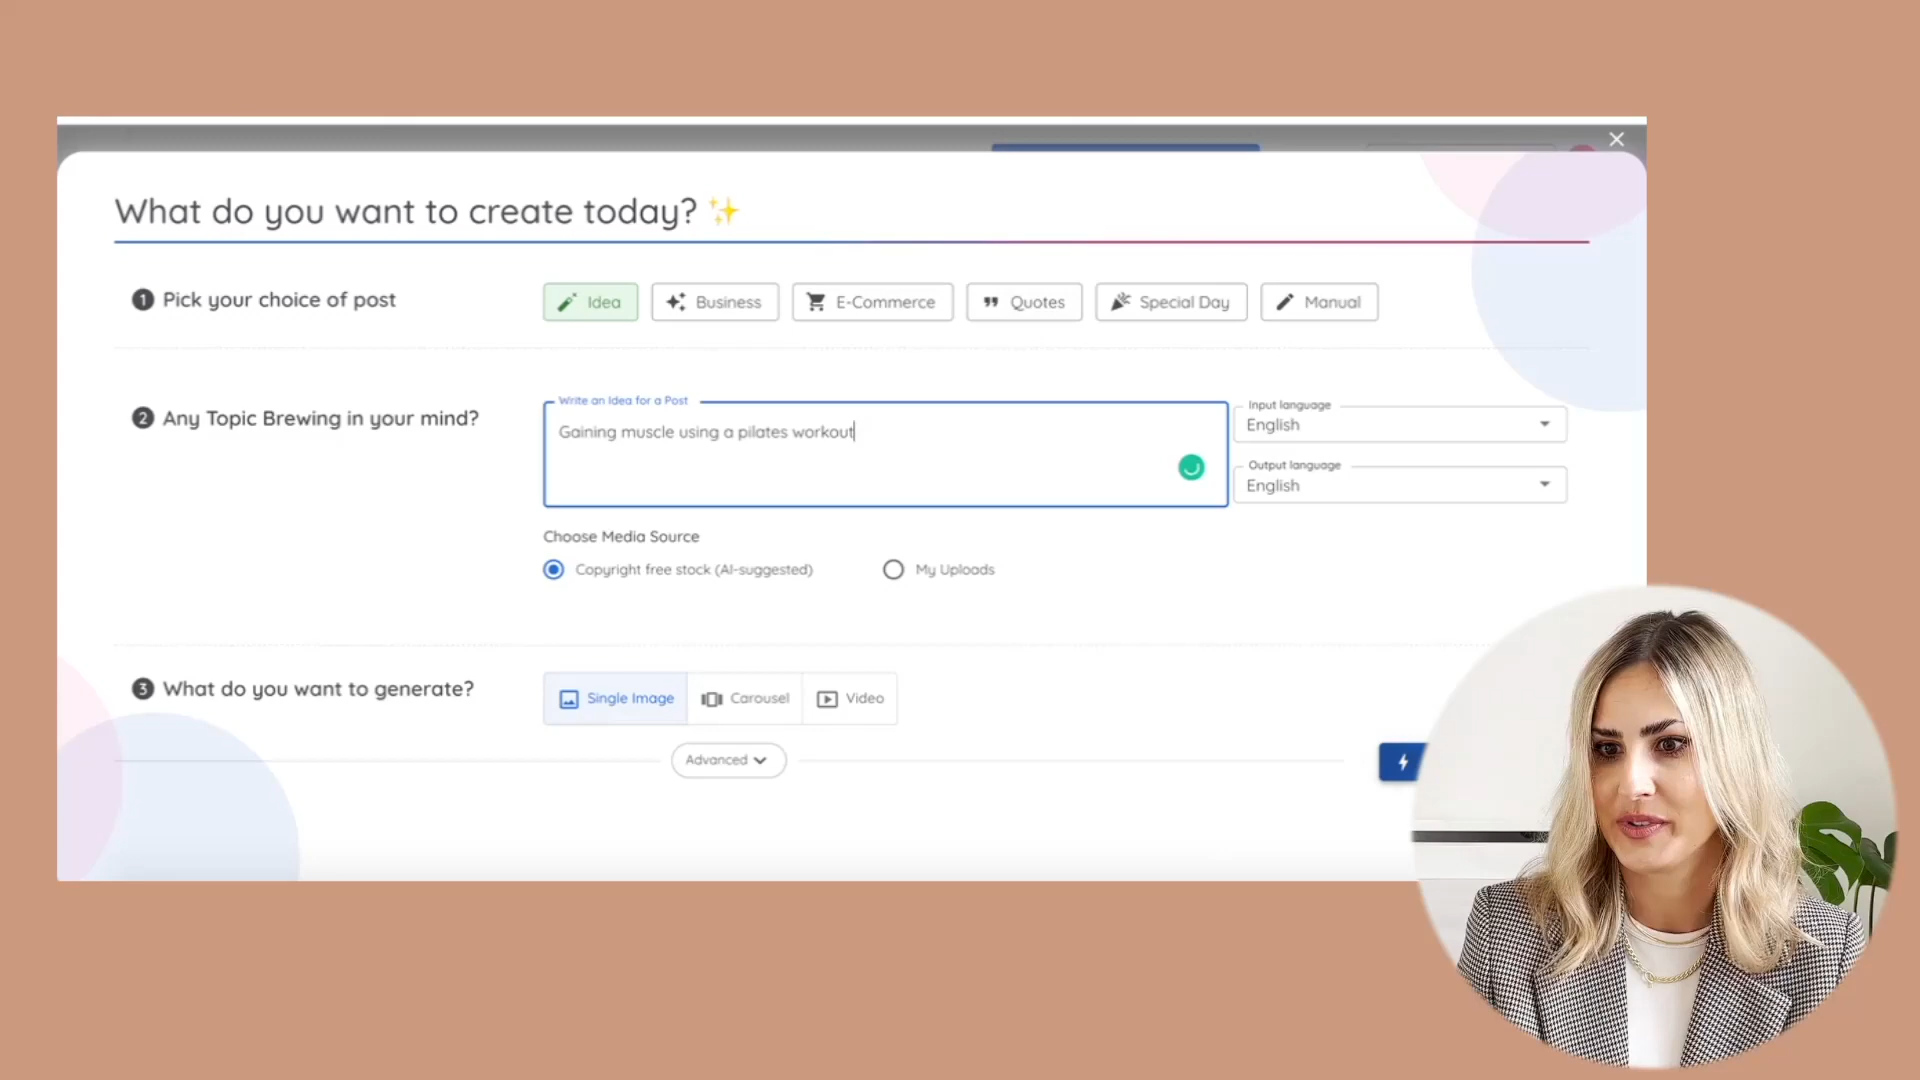 What do you want to create today? ✨
1 Pick your choice of post
Idea
Business
E-Commerce
Quotes
Special Day
Manual
2 Any Topic Brewing in your mind?
Write an Idea for a Post
Gaining muscle using a pilates workout
Input language
English
Output language
English
Choose Media Source
Copyright free stock (AI-suggested)
My Uploads
3 What do you want to generate?
Single Image
Carousel
Video
Advanced